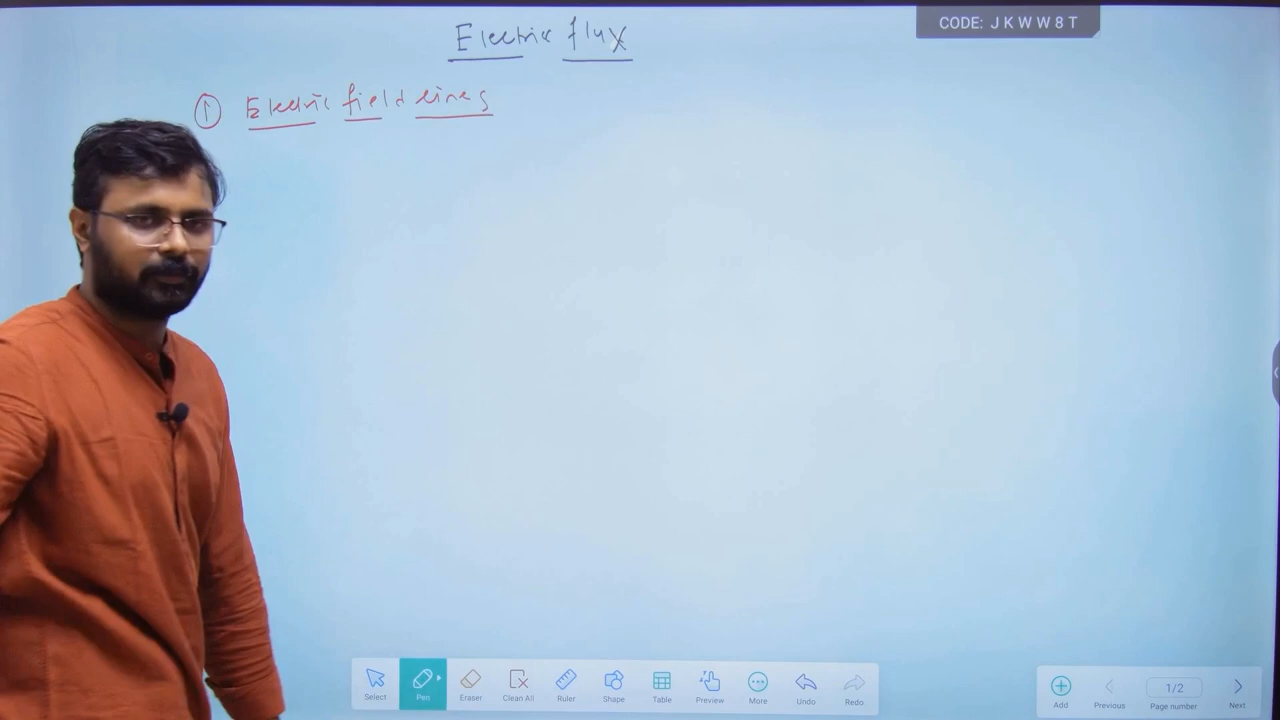 Electric flux
CODE: J K W W 8 T
① Electric field lines
Select Pen Eraser Clean All Ruler Shape Table Preview More Undo Redo
Add Previous 1/2 Page number Next